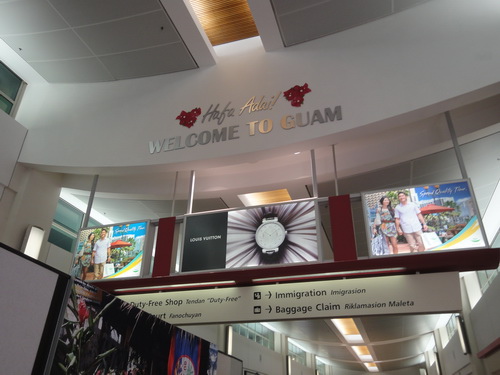 Hafa Adai!
WELCOME TO GUAM
LOUIS VUITTON
Duty-Free Shop Tendan "Duty-Free"
Fanochuyan
Immigration Imigrasion
Baggage Claim Riklamasion Maleta